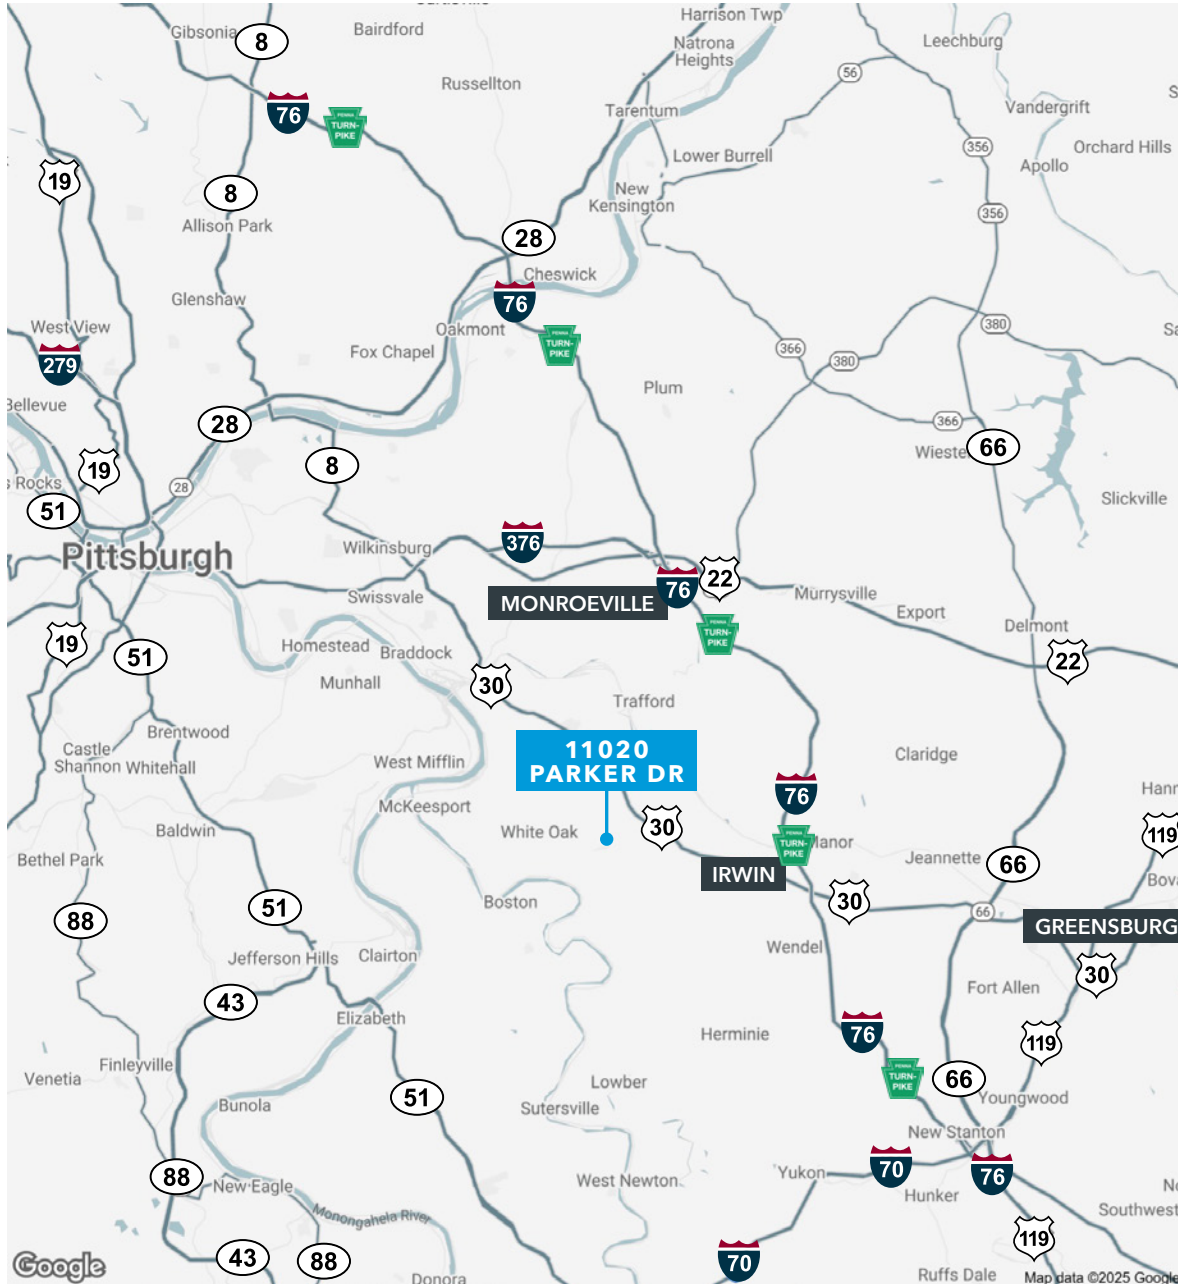 Harrison Twp
Gibsonia
8
Bairdford
Natrona
Heights
Leechburg
56
Russellton
76
PENNA
TURN-
PIKE
Tarentum
Vandergrift
356
Orchard Hills
Lower Burrell
Apollo
19
8
New
Kensington
356
Allison Park
28
Cheswick
76
Glenshaw
West View
Oakmont
PENNA
TURN-
PIKE
380
366
380
Fox Chapel
279
Plum
Bellevue
28
366
66
8
19
s Rocks
28
51
Slickville
Pittsburgh
Wilkinsburg
376
76
22
Swissvale
MONROEVILLE
Murrysville
Export
Delmont
PENNA
TURN-
PIKE
19
51
Homestead
Braddock
22
Munhall
30
Trafford
Brentwood
11020
PARKER DR
Castle
Shannon
Whitehall
West Mifflin
Claridge
76
McKeesport
Baldwin
White Oak
30
PENNA
TURN-
PIKE
Manor
119
Bethel Park
Jeannette
66
IRWIN
88
51
Boston
30
66
GREENSBURG
Wendel
Jefferson Hills
Clairton
30
Fort Allen
43
Elizabeth
Herminie
76
119
Finleyville
Venetia
PENNA
TURN-
PIKE
66
Youngwood
Lowber
51
Bunola
Sutersville
New Stanton
88
New Eagle
West Newton
Yukon
70
76
Hunker
Monongahela River
Southwest
119
43
88
70
Google
Donora
Ruffs Dale
Map data ©2025 Google